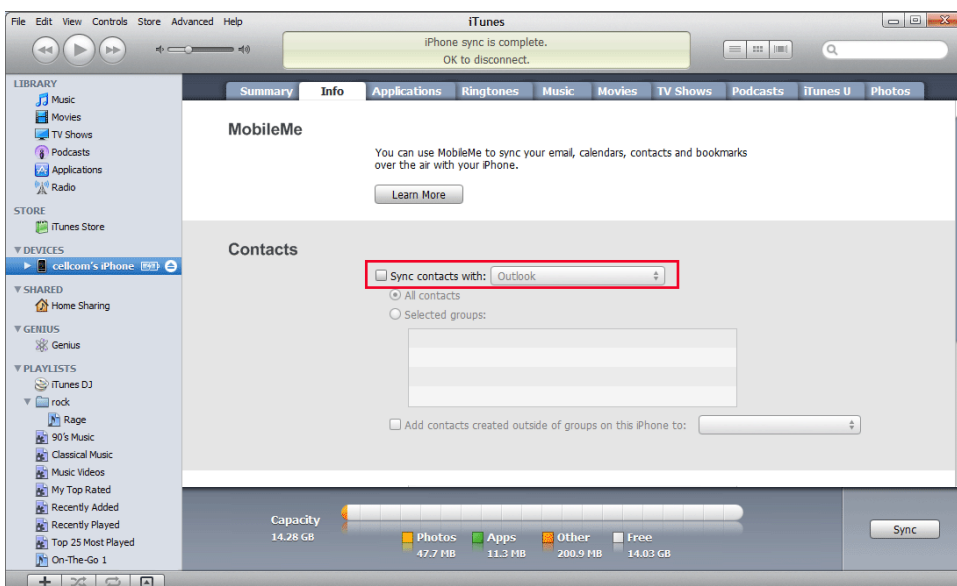 File Edit View Controls Store Advanced Help
iTunes
iPhone sync is complete.
OK to disconnect.
LIBRARY
Music
Movies
TV Shows
Podcasts
Applications
Radio
STORE
iTunes Store
DEVICES
cellcom's iPhone
SHARED
Home Sharing
GENIUS
Genius
PLAYLISTS
iTunes DJ
rock
Rage
90's Music
Classical Music
Music Videos
My Top Rated
Recently Added
Recently Played
Top 25 Most Played
On-The-Go 1
Summary Info Applications Ringtones Music Movies TV Shows Podcasts iTunes U Photos
MobileMe
You can use MobileMe to sync your email, calendars, contacts and bookmarks
over the air with your iPhone.
Learn More
Contacts
Sync contacts with: Outlook
All contacts
Selected groups:
Add contacts created outside of groups on this iPhone to:
Capacity
14.28 GB
Photos
47.7 MB
Apps
11.3 MB
Other
200.9 MB
Free
14.03 GB
Sync